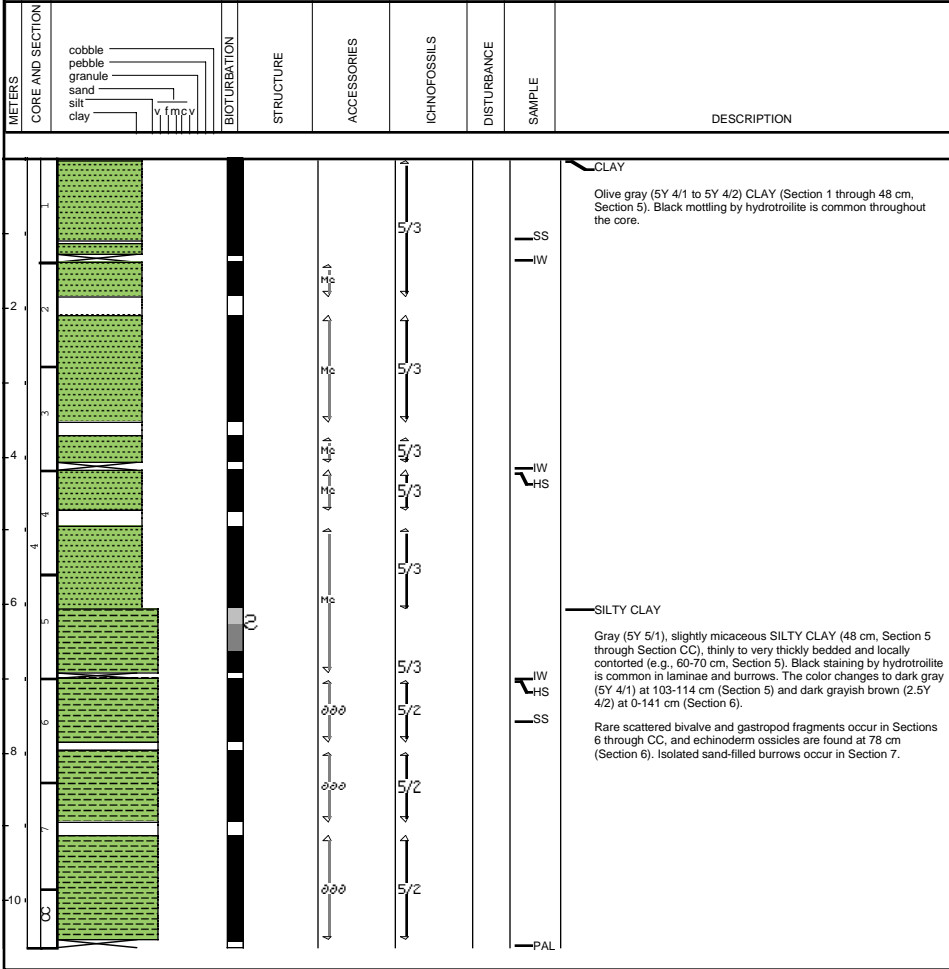 METERS
CORE AND SECTION
cobble
pebble
granule
sand
silt
clay
v f m c v
BIOTURBATION
STRUCTURE
ACCESSORIES
ICHNOFOSSILS
DISTURBANCE
SAMPLE
DESCRIPTION
CLAY
Olive gray (5Y 4/1 to 5Y 4/2) CLAY (Section 1 through 48 cm,
Section 5). Black mottling by hydrotroilite is common throughout
the core.
1
5/3
SS
IW
Mc
2
2
Mc
5/3
3
Mc
5/3
4
IW
HS
Mc
5/3
4
4
5/3
Mc
6
SILTY CLAY
5
Gray (5Y 5/1), slightly micaceous SILTY CLAY (48 cm, Section 5
through Section CC), thinly to very thickly bedded and locally
contorted (e.g., 60-70 cm, Section 5). Black staining by hydrotroilite
is common in laminae and burrows. The color changes to dark gray
(5Y 4/1) at 103-114 cm (Section 5) and dark grayish brown (2.5Y
4/2) at 0-141 cm (Section 6).
5/3
IW
HS
5/2
SS
6
Rare scattered bivalve and gastropod fragments occur in Sections
6 through CC, and echinoderm ossicles are found at 78 cm
(Section 6). Isolated sand-filled burrows occur in Section 7.
8
5/2
7
5/2
10
CC
PAL